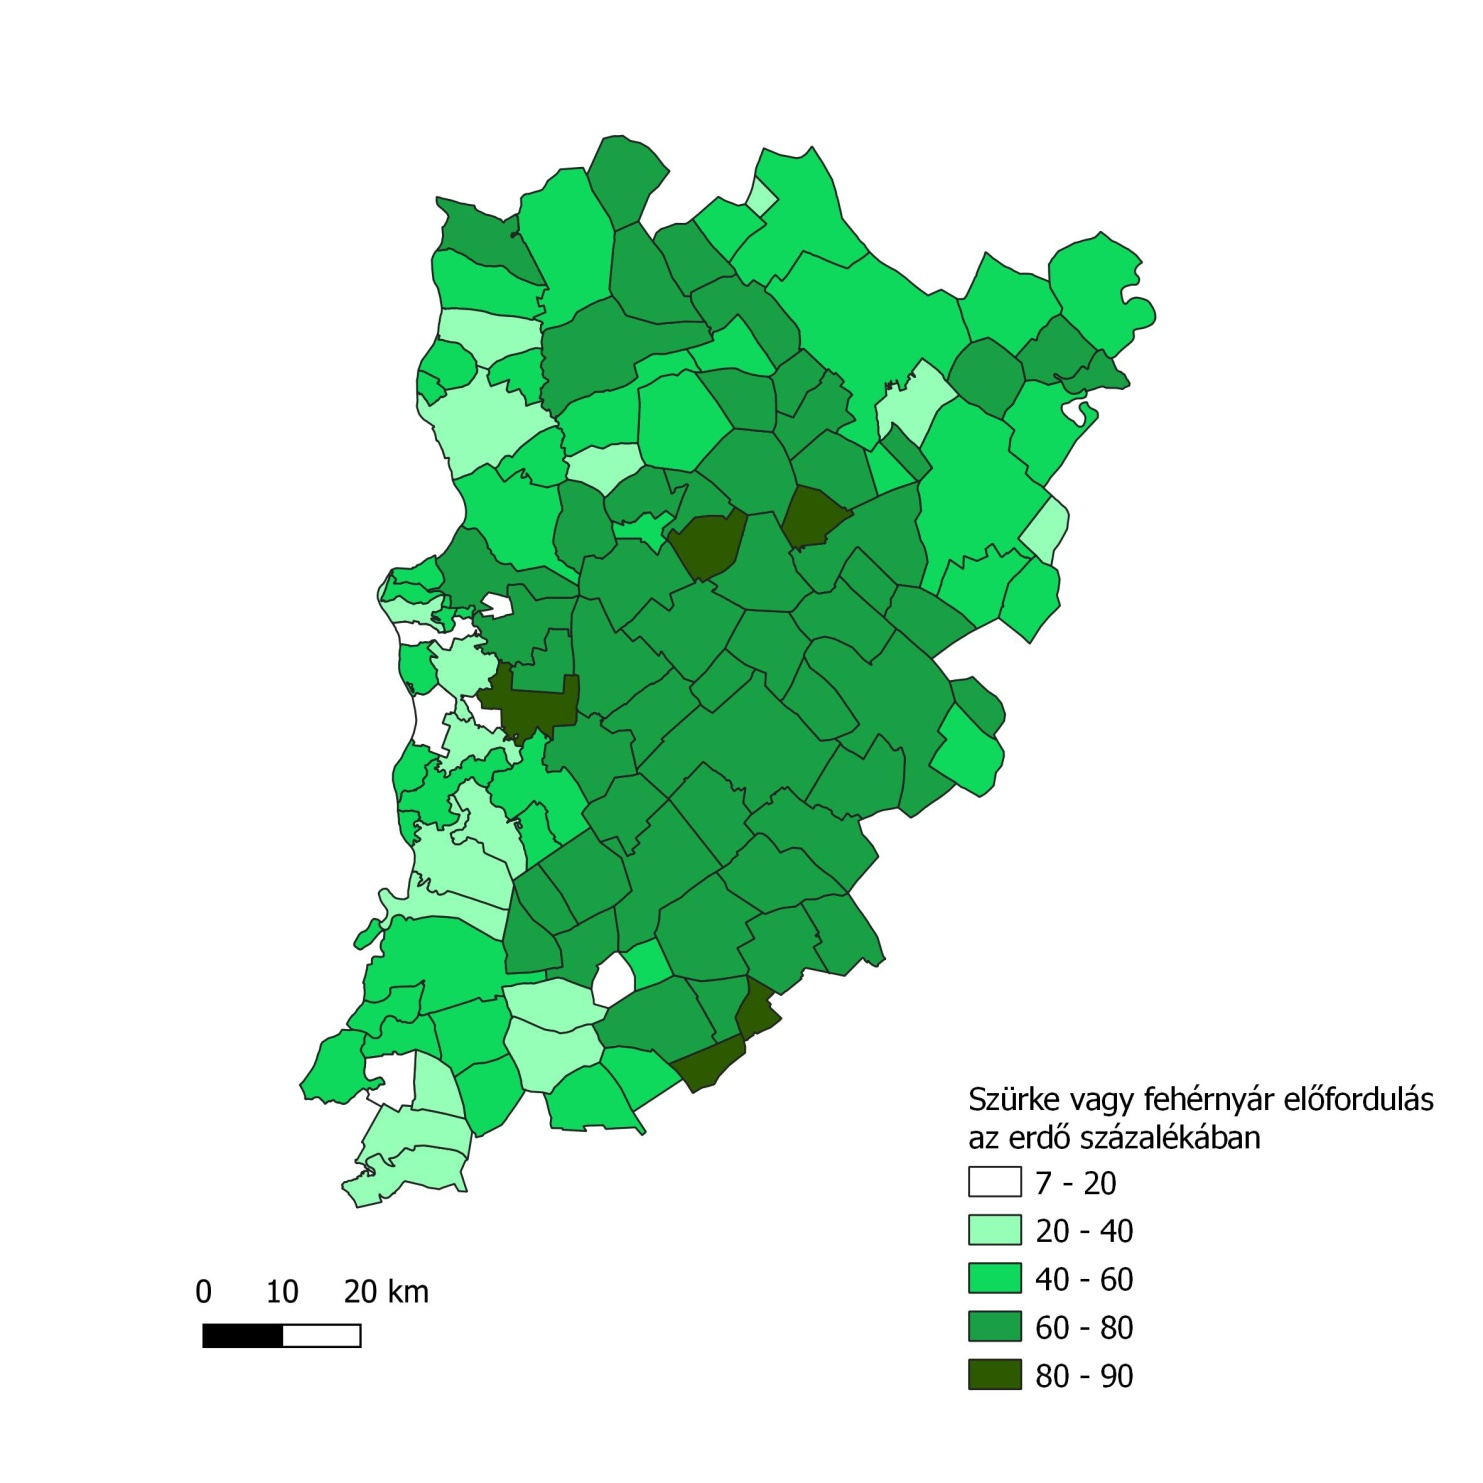 Szürke vagy fehérnyár előfordulás
az erdő százalékában
7 - 20
20 - 40
40 - 60
60 - 80
80 - 90
0 10 20 km